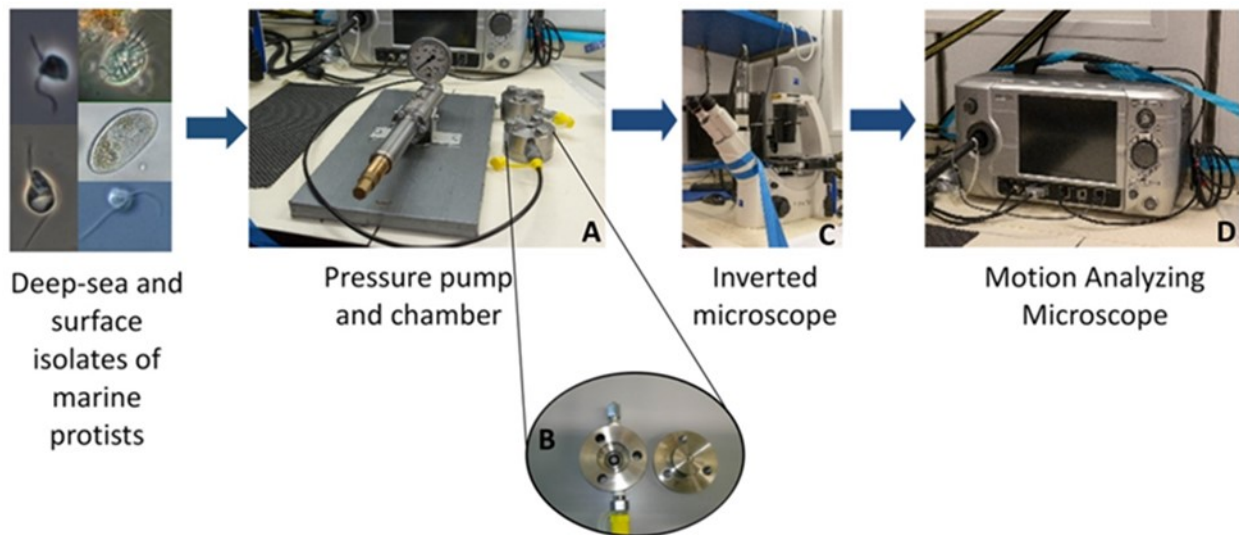 A
C
D
Deep-sea and
surface
isolates of
marine
protists
Pressure pump
and chamber
Inverted
microscope
Motion Analyzing
Microscope
B